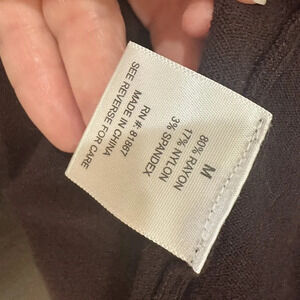 M
80% RAYON
17% NYLON
3% SPANDEX
RN #: 81867
MADE IN CHINA
SEE REVERSE FOR CARE